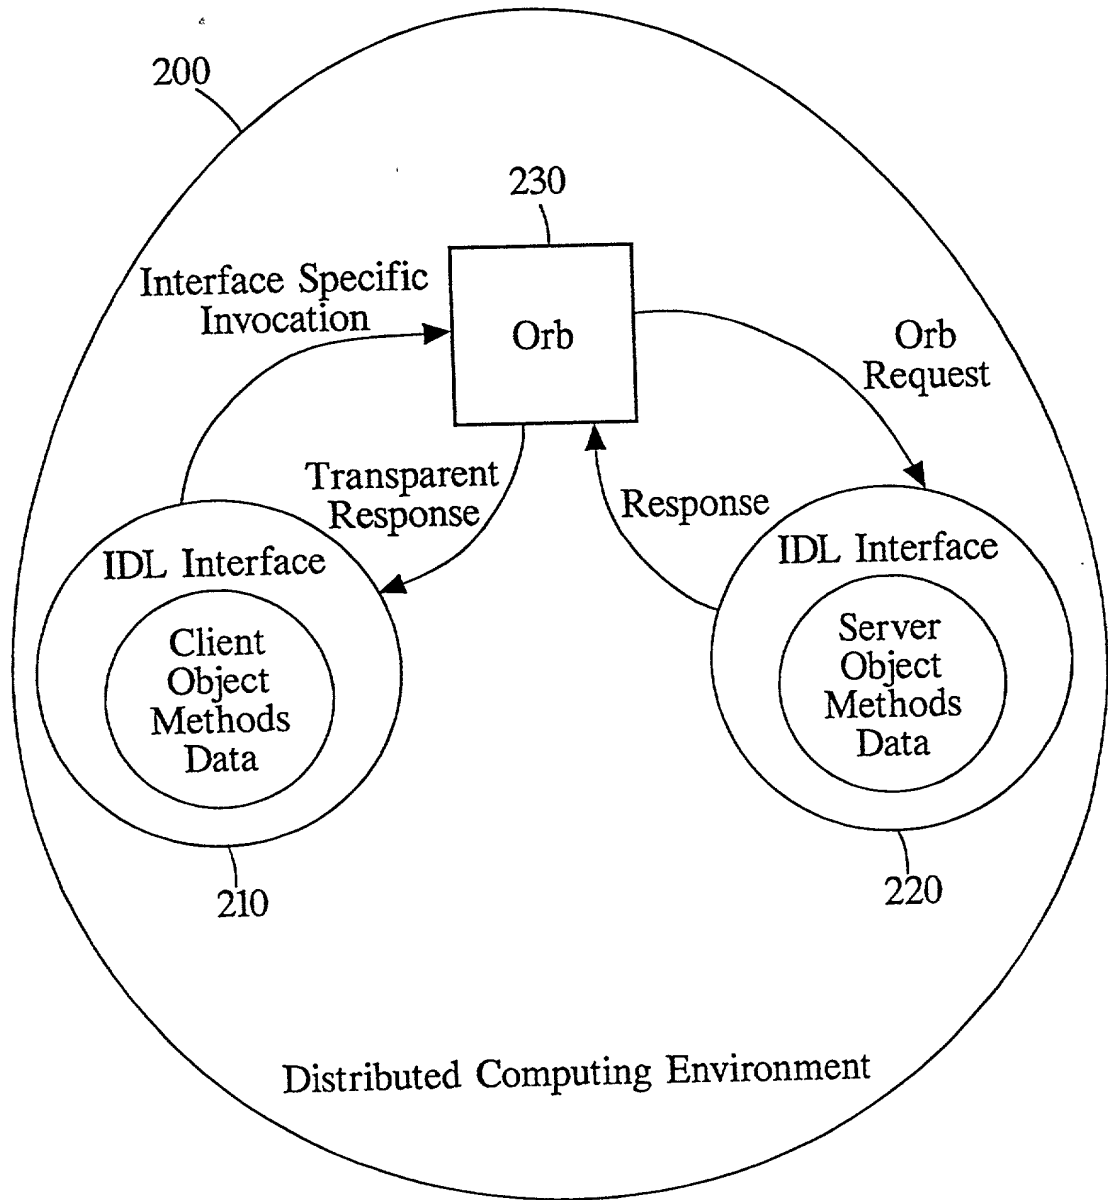 200
230
Interface Specific
Invocation
Orb
Orb
Request
Transparent
Response
Response
IDL Interface
Client
Object
Methods
Data
IDL Interface
Server
Object
Methods
Data
210
220
Distributed Computing Environment